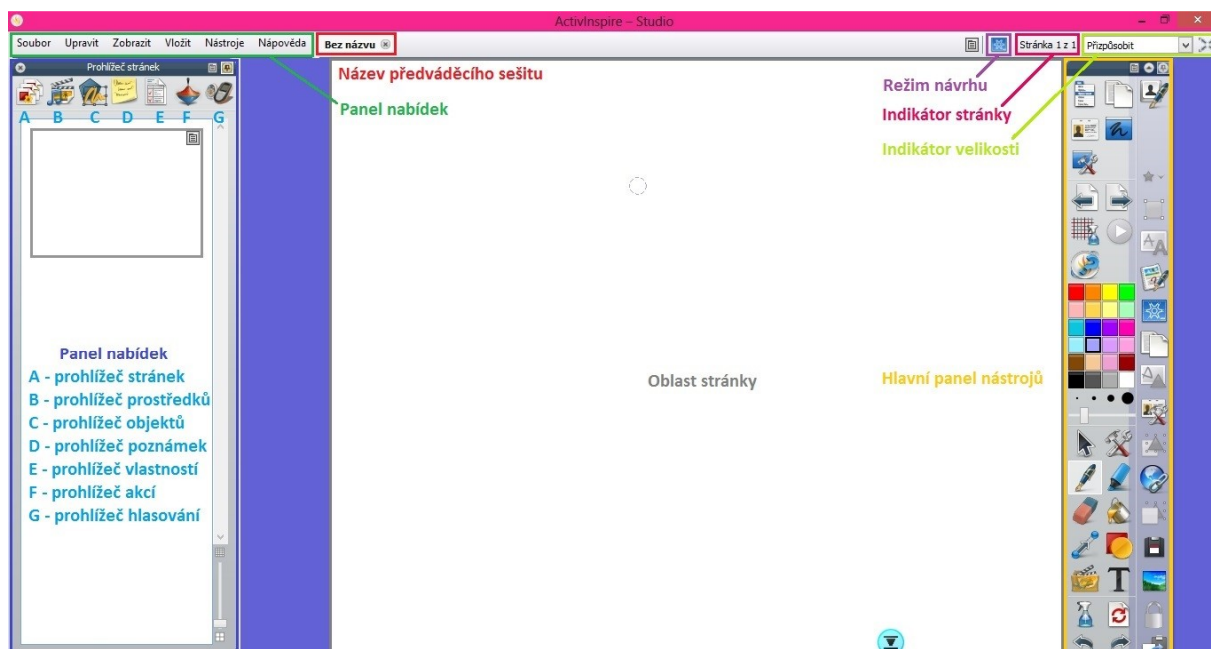 ActivInspire – Studio
Soubor Upravit Zobrazit Vložit Nástroje Nápověda Bez názvu Stránka 1 z 1 Přizpůsobit
Prohlížeč stránek
Název předváděcího sešitu
Panel nabídek
Režim návrhu
Indikátor stránky
Indikátor velikosti
A B C D E F G
Panel nabídek
A - prohlížeč stránek
B - prohlížeč prostředků
C - prohlížeč objektů
D - prohlížeč poznámek
E - prohlížeč vlastností
F - prohlížeč akcí
G - prohlížeč hlasování
Oblast stránky
Hlavní panel nástrojů